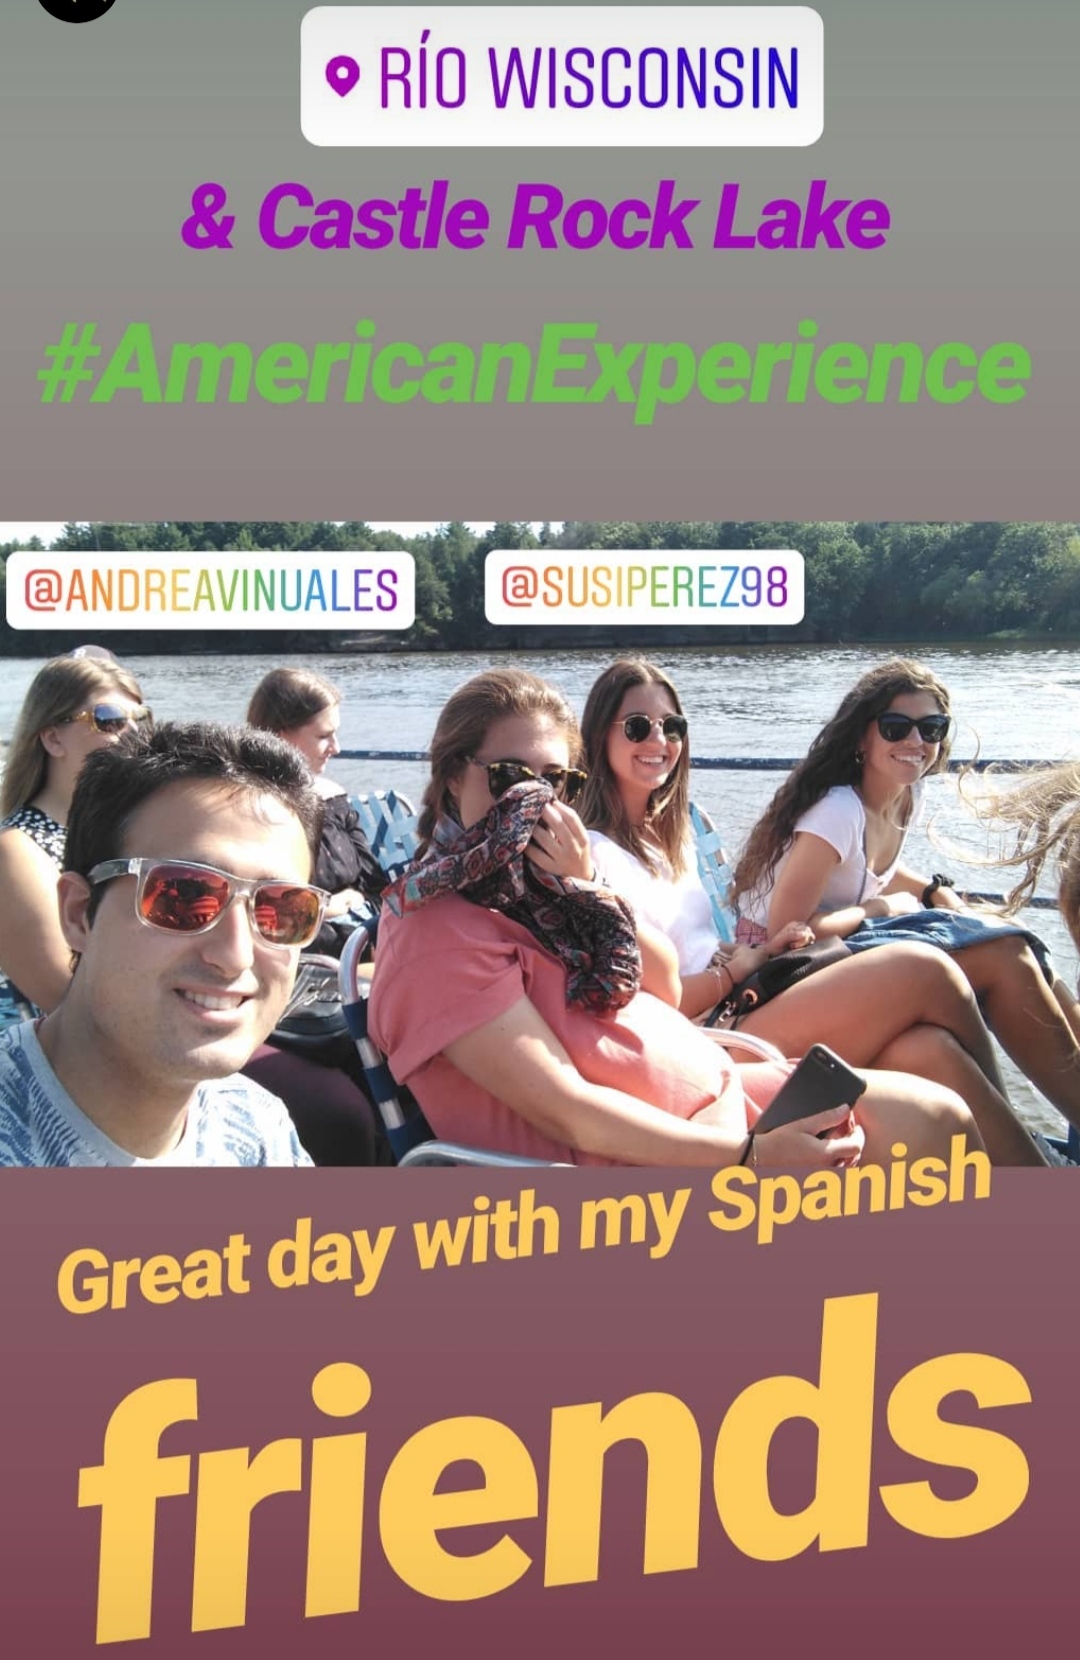 RÍO WISCONSIN
& Castle Rock Lake
#AmericanExperience
@ANDREAVINUALES
@SUSIPEREZ98
Great day with my Spanish
friends